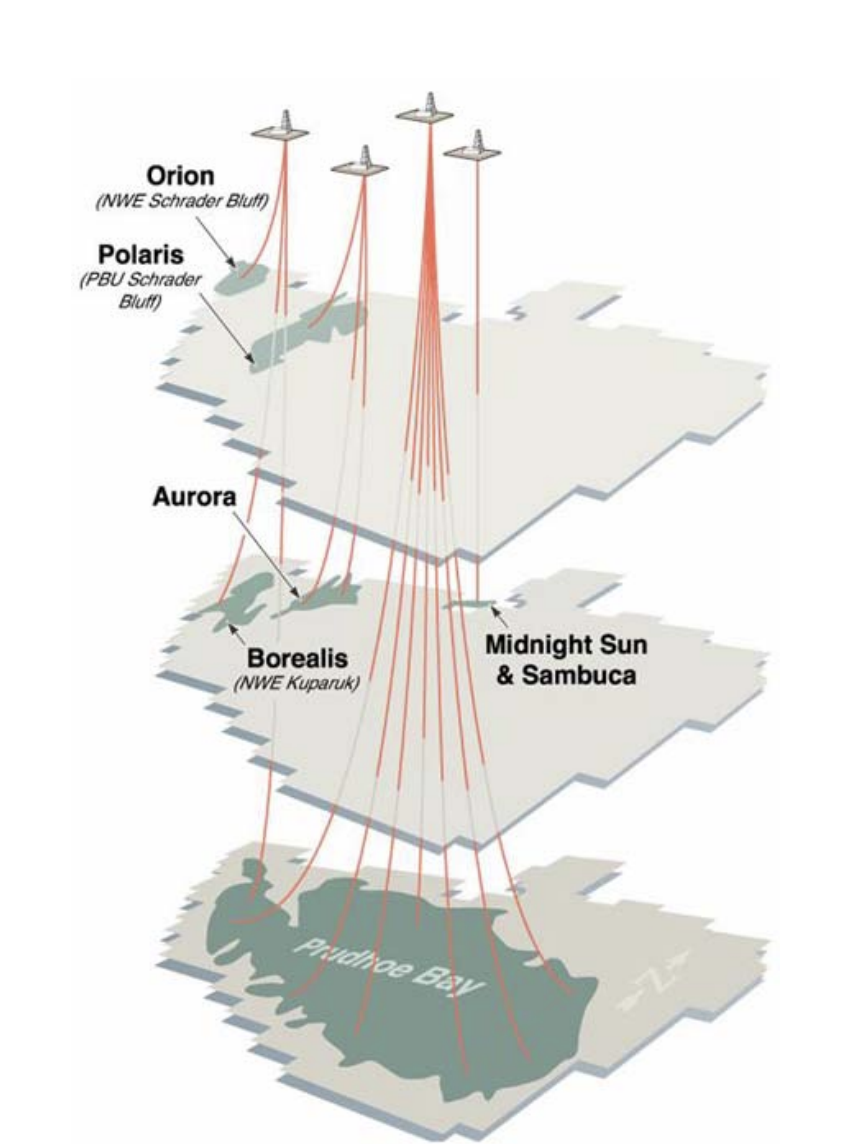 Orion
(NWE Schrader Bluff)
Polaris
(PBU Schrader
Bluff)
Aurora
Midnight Sun
& Sambuca
Borealis
(NWE Kuparuk)
Prudhoe Bay
N